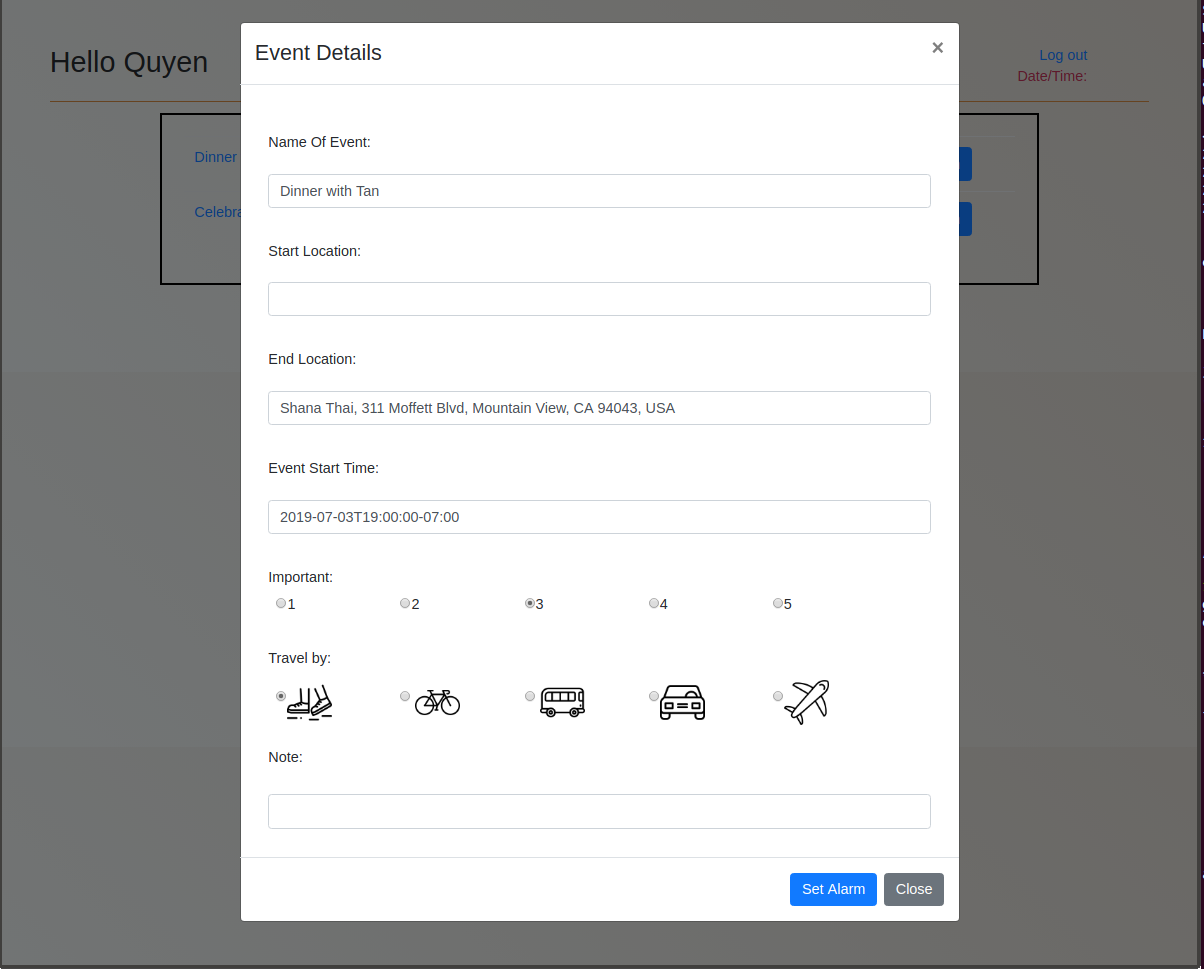 Event Details ×
Hello Quyen
Log out
Date/Time:
Name Of Event:
Dinner
Dinner with Tan
Celebra
Start Location:
End Location:
Shana Thai, 311 Moffett Blvd, Mountain View, CA 94043, USA
Event Start Time:
2019-07-03T19:00:00-07:00
Important:
1 2 3 4 5
Travel by:
Note:
Set Alarm Close